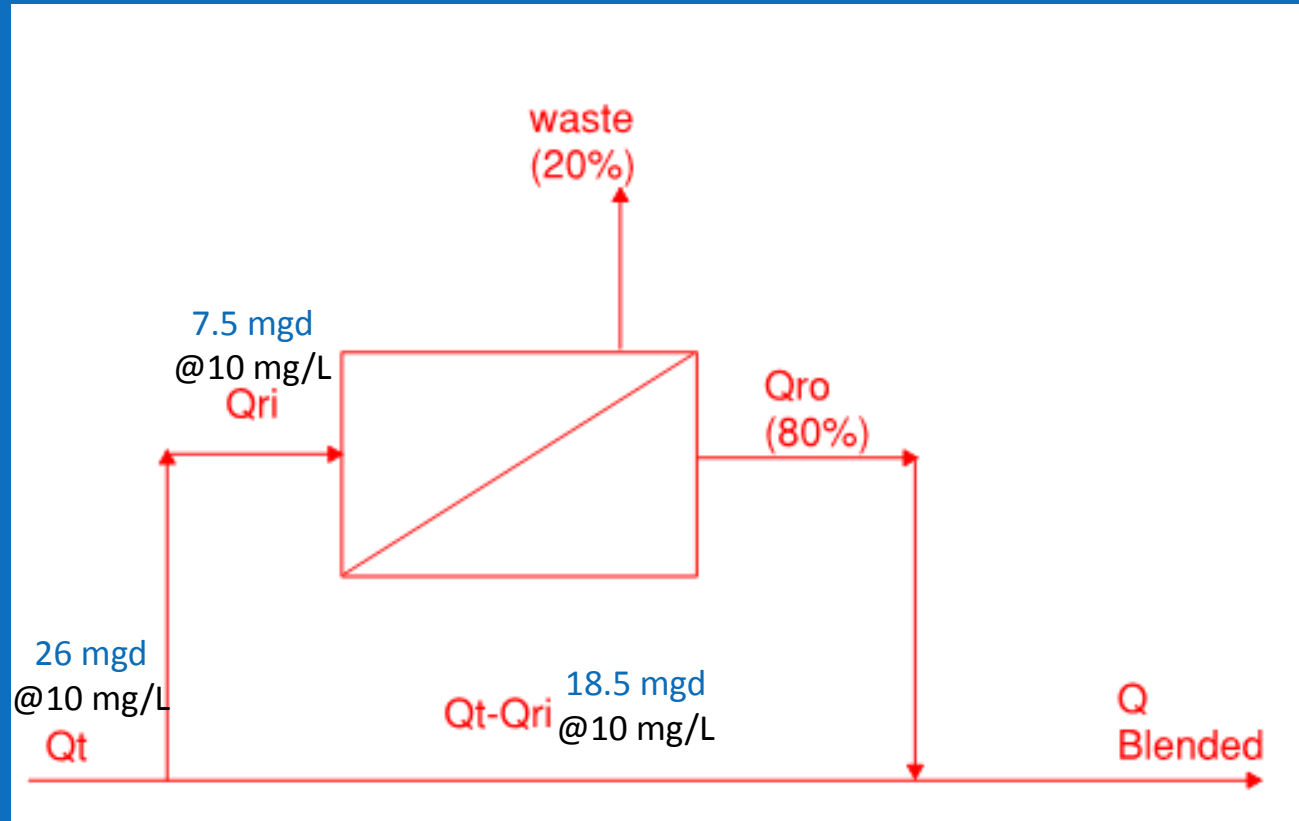 waste
(20%)
7.5 mgd
@10 mg/L
Qri
Qro
(80%)
26 mgd
@10 mg/L
Qt
Qt-Qri
18.5 mgd
@10 mg/L
Q
Blended